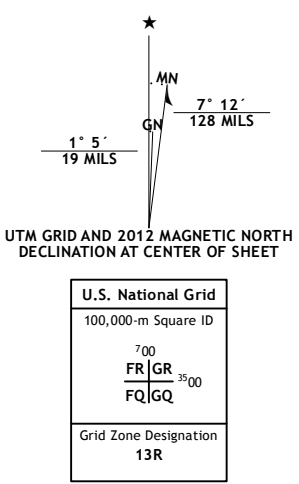 ★
MN
GN
7° 12´
128 MILS
1° 5´
19 MILS
UTM GRID AND 2012 MAGNETIC NORTH
DECLINATION AT CENTER OF SHEET
U.S. National Grid
100,000-m Square ID
⁷00
FR GR
³⁵00
FQ GQ
Grid Zone Designation
13R